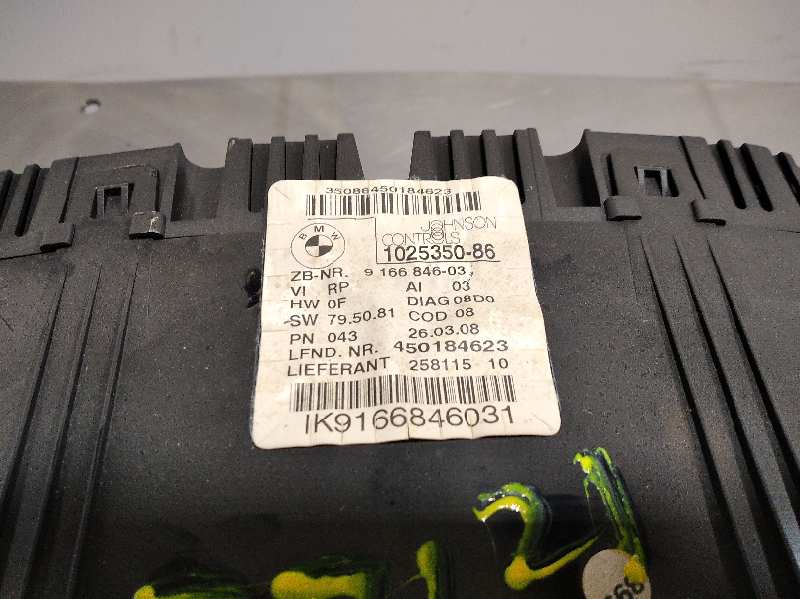 35086450184623
BMW
JOHNSON CONTROLS
1025350-86
ZB-NR. 9 166 846-03
VI RP AI 03
HW 0F DIAG 08D0
SW 79.50.81 COD 08
PN 043 26.03.08
LFND. NR. 450184623
LIEFERANT 258115 10
IK9166846031